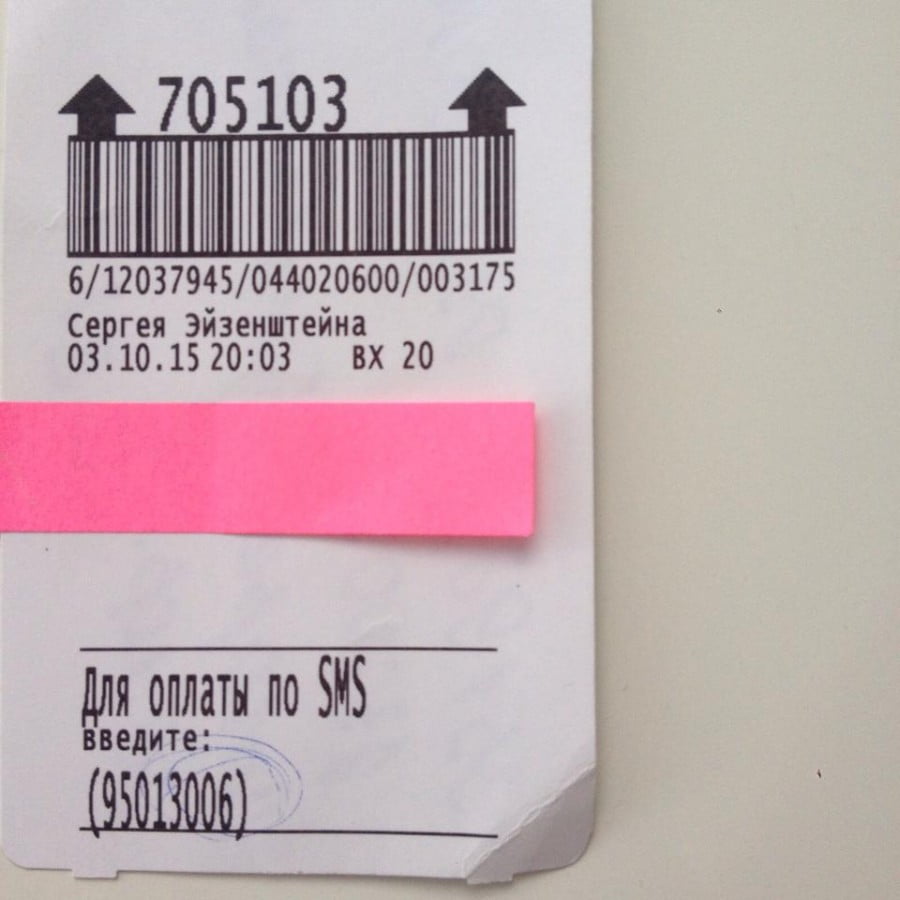 705103
6/12037945/044020600/003175
Сергея Эйзенштейна
03.10.15 20:03 ВХ 20
Для оплаты по SMS
введите:
(95013006)